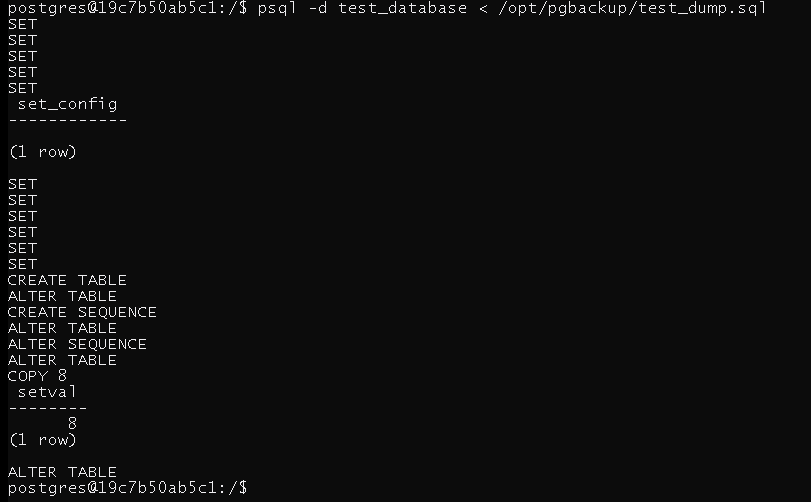 postgres@19c7b50ab5c1:/$ psql -d test_database < /opt/pgbackup/test_dump.sql
SET
SET
SET
SET
SET
 set_config
------------

(1 row)

SET
SET
SET
SET
SET
SET
CREATE TABLE
ALTER TABLE
CREATE SEQUENCE
ALTER TABLE
ALTER SEQUENCE
ALTER TABLE
COPY 8
 setval
--------
      8
(1 row)

ALTER TABLE
postgres@19c7b50ab5c1:/$